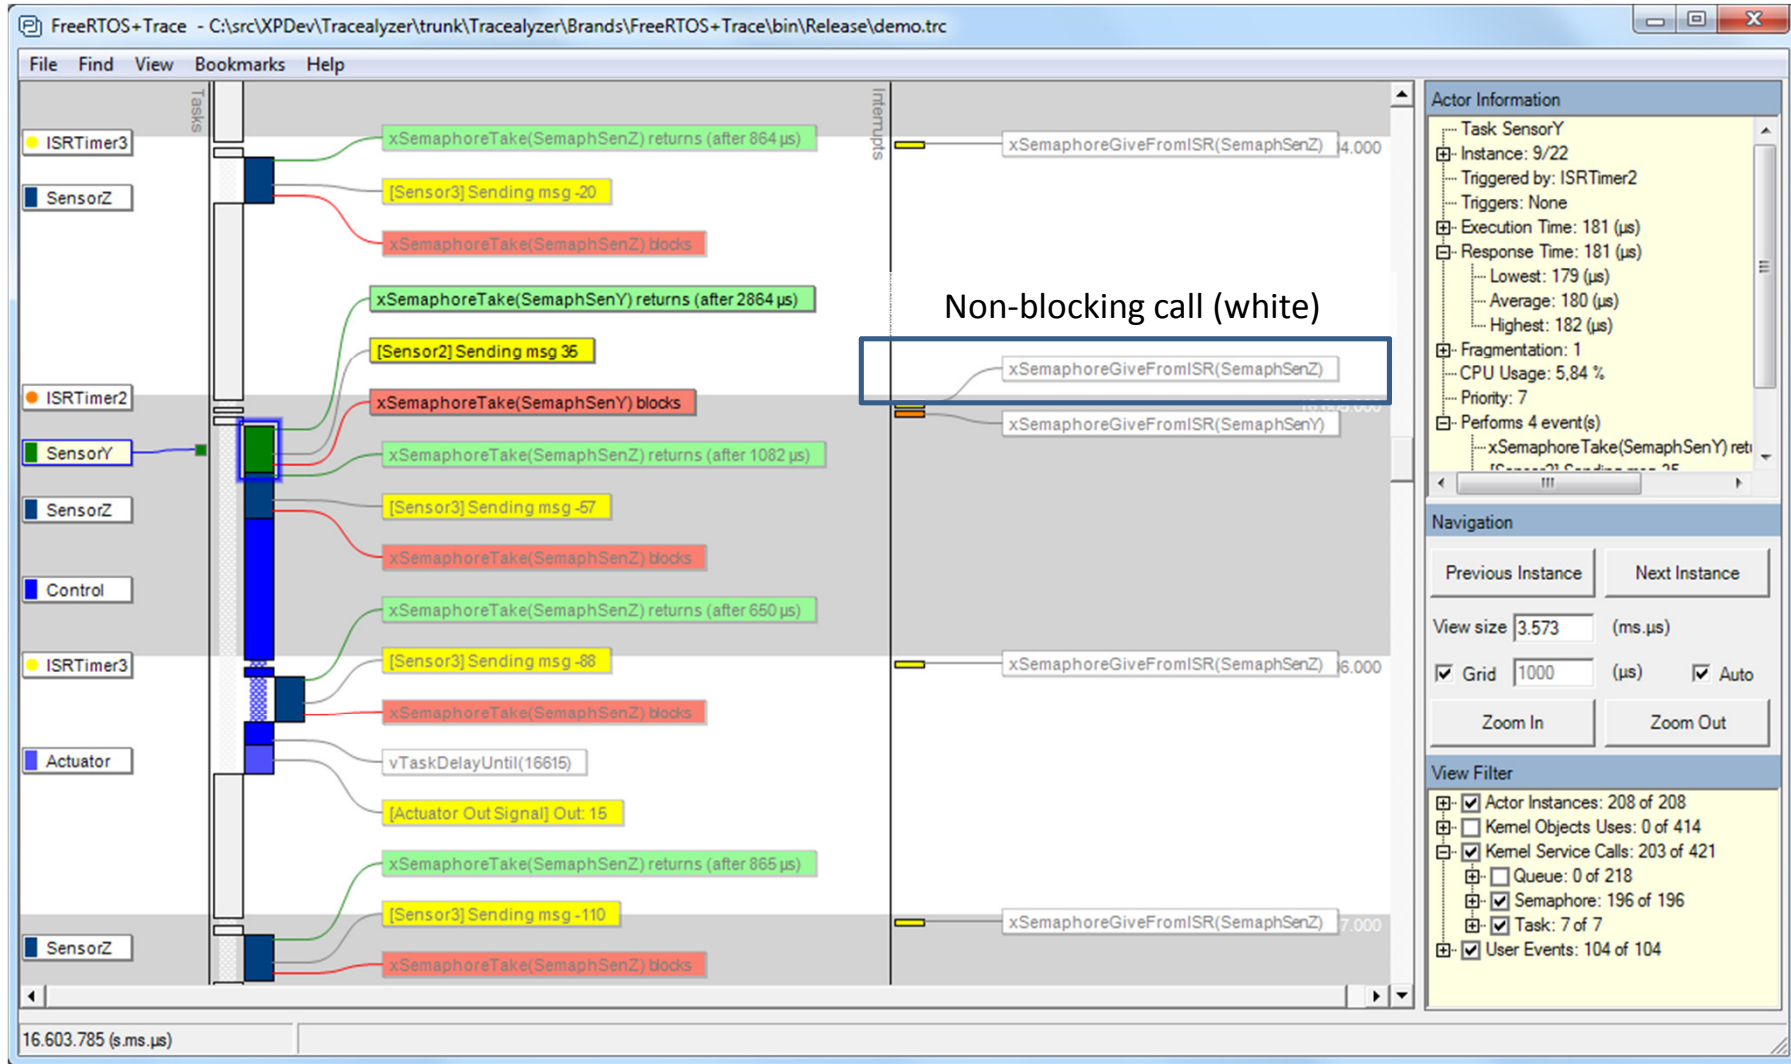 FreeRTOS+Trace - C:\src\XPDev\Tracealyzer\trunk\Tracealyzer\Brands\FreeRTOS+Trace\bin\Release\demo.trc
File Find View Bookmarks Help
Tasks
Interrupts
ISRTimer3
xSemaphoreTake(SemaphSenZ) returns (after 864 µs)
xSemaphoreGiveFromISR(SemaphSenZ)
4.000
SensorZ
[Sensor3] Sending msg -20
xSemaphoreTake(SemaphSenZ) blocks
xSemaphoreTake(SemaphSenY) returns (after 2864 µs)
Non-blocking call (white)
[Sensor2] Sending msg 35
xSemaphoreGiveFromISR(SemaphSenZ)
ISRTimer2
xSemaphoreTake(SemaphSenY) blocks
xSemaphoreGiveFromISR(SemaphSenY)
SensorY
xSemaphoreTake(SemaphSenZ) returns (after 1082 µs)
SensorZ
[Sensor3] Sending msg -57
xSemaphoreTake(SemaphSenZ) blocks
Control
xSemaphoreTake(SemaphSenZ) returns (after 650 µs)
ISRTimer3
[Sensor3] Sending msg -88
xSemaphoreGiveFromISR(SemaphSenZ)
6.000
xSemaphoreTake(SemaphSenZ) blocks
Actuator
vTaskDelayUntil(16615)
[Actuator Out Signal] Out: 15
xSemaphoreTake(SemaphSenZ) returns (after 865 µs)
[Sensor3] Sending msg -110
xSemaphoreGiveFromISR(SemaphSenZ)
7.000
SensorZ
xSemaphoreTake(SemaphSenZ) blocks
16.603.785 (s.ms.µs)
Actor Information
Task SensorY
Instance: 9/22
Triggered by: ISRTimer2
Triggers: None
Execution Time: 181 (µs)
Response Time: 181 (µs)
Lowest: 179 (µs)
Average: 180 (µs)
Highest: 182 (µs)
Fragmentation: 1
CPU Usage: 5,84 %
Priority: 7
Performs 4 event(s)
xSemaphoreTake(SemaphSenY) retu
Navigation
Previous Instance
Next Instance
View size 3.573 (ms.µs)
Grid 1000 (µs) Auto
Zoom In
Zoom Out
View Filter
Actor Instances: 208 of 208
Kernel Objects Uses: 0 of 414
Kernel Service Calls: 203 of 421
Queue: 0 of 218
Semaphore: 196 of 196
Task: 7 of 7
User Events: 104 of 104